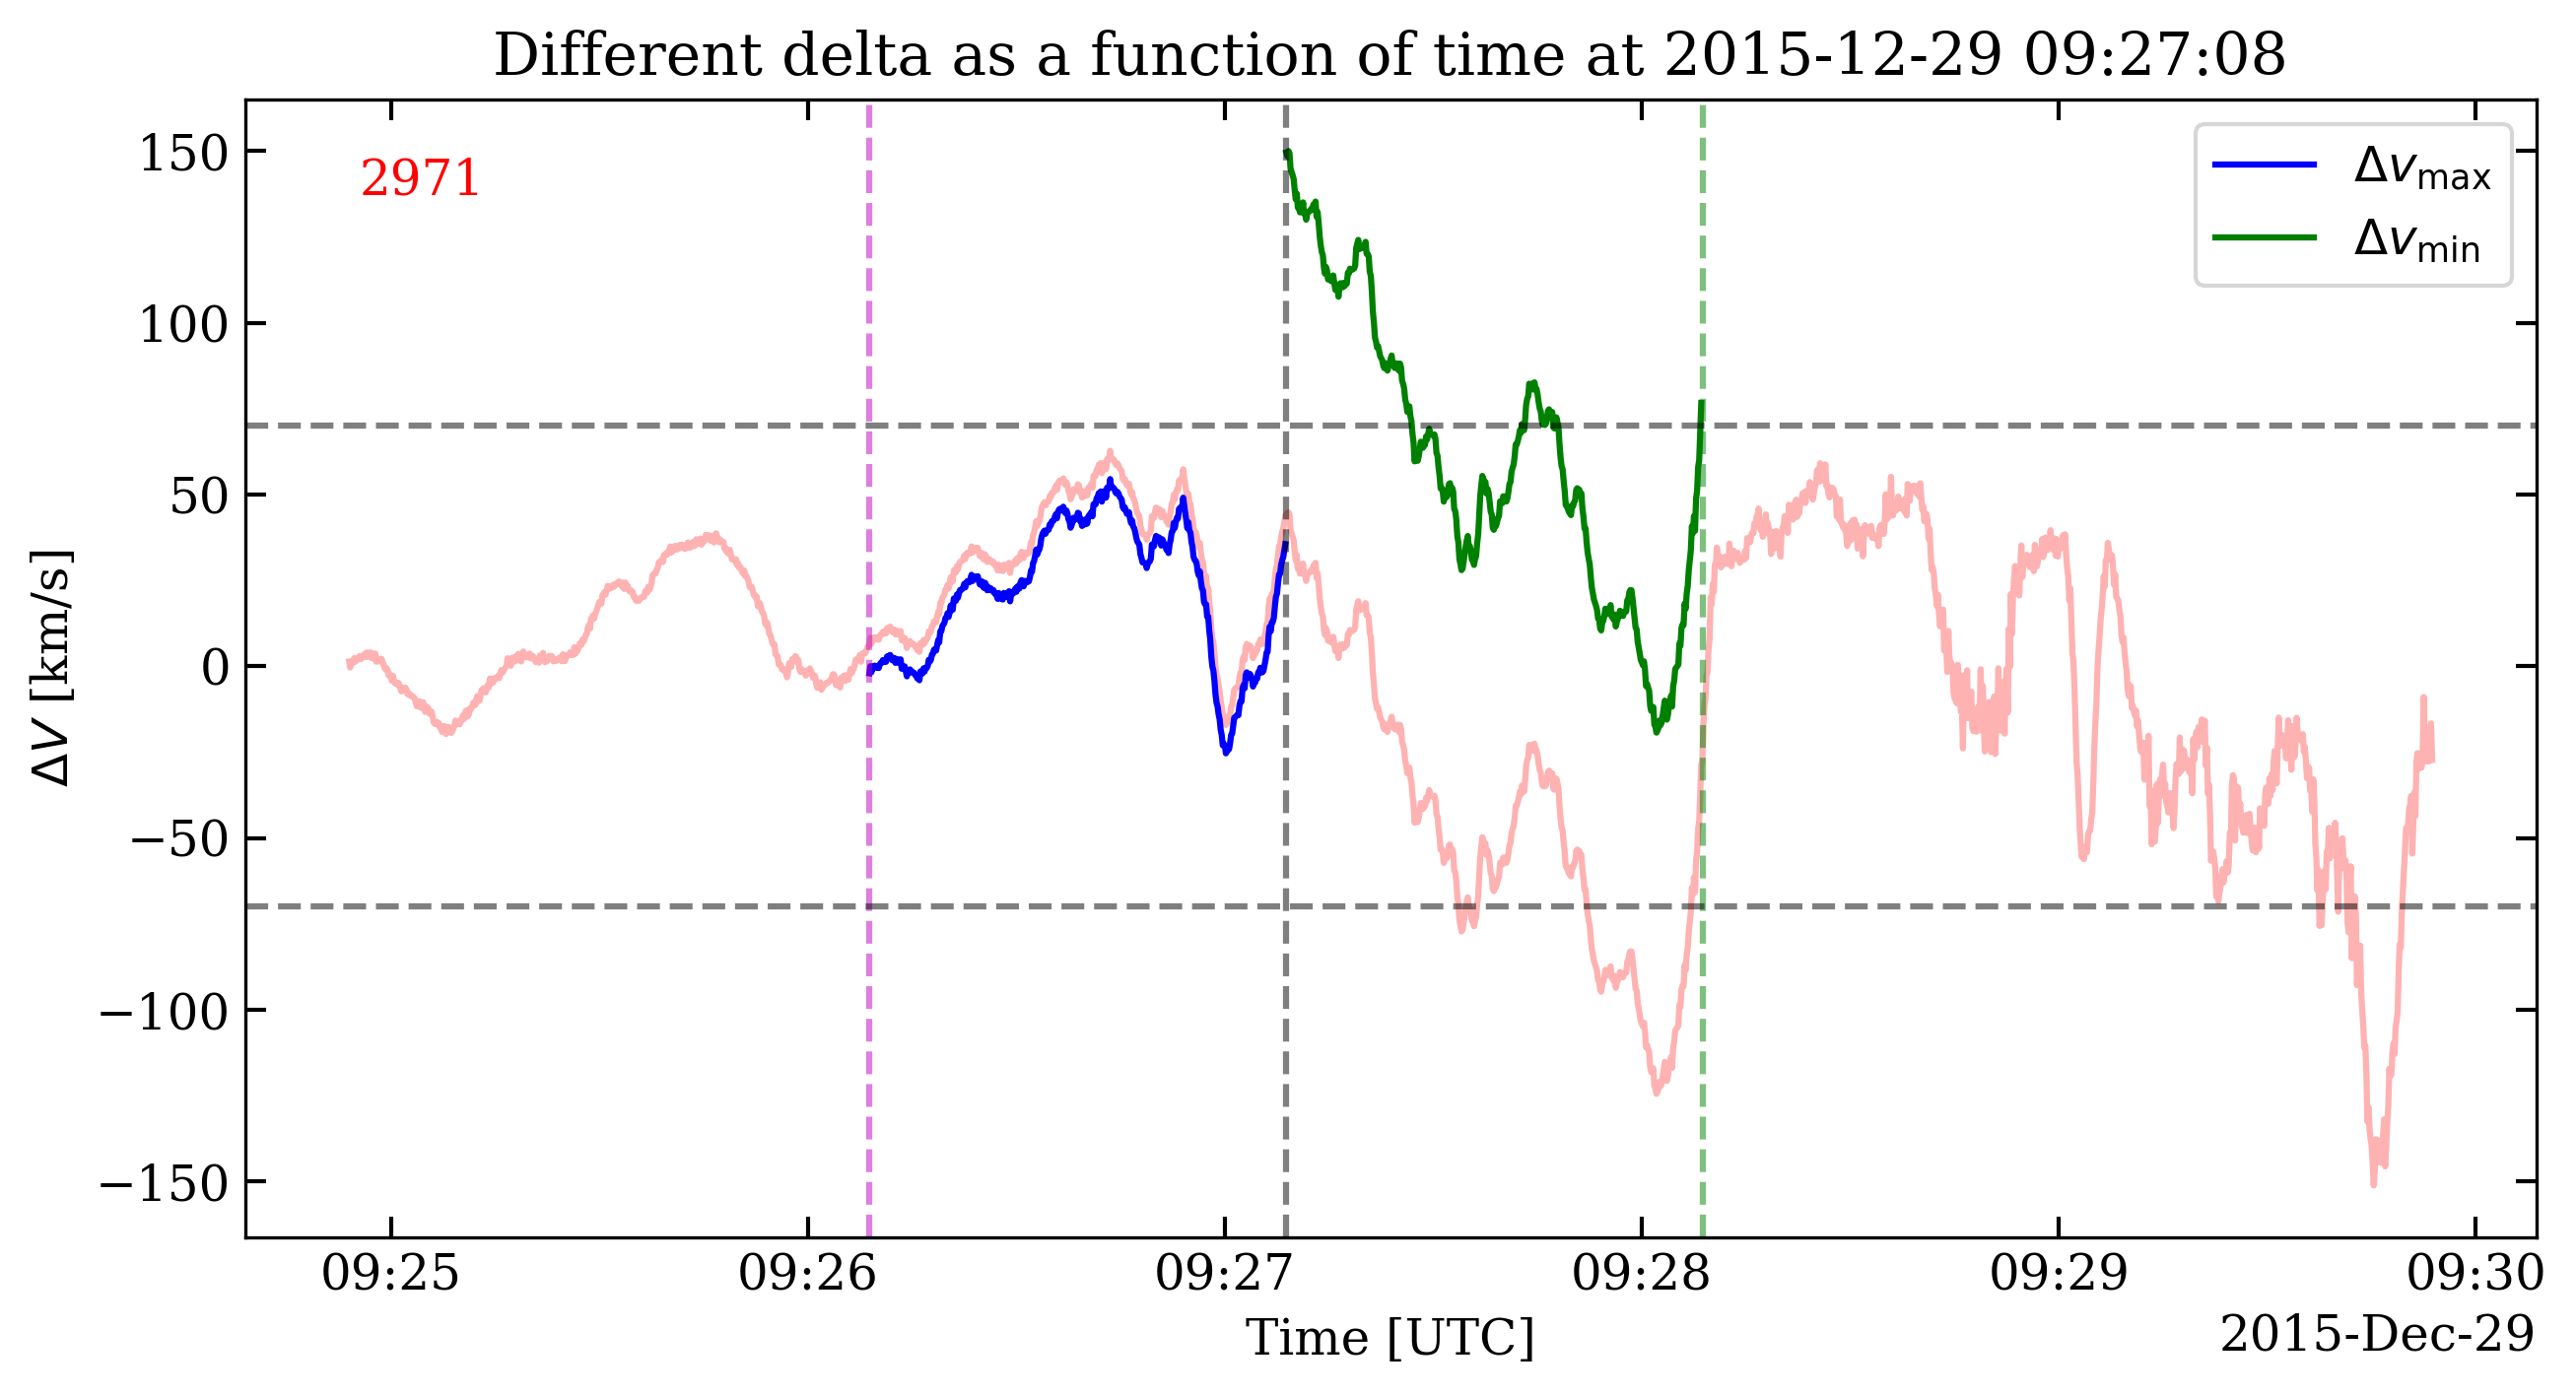 Different delta as a function of time at 2015-12-29 09:27:08
2971
Δv_max
Δv_min
ΔV [km/s]
150
100
50
0
−50
−100
−150
09:25 09:26 09:27 09:28 09:29 09:30
Time [UTC]
2015-Dec-29